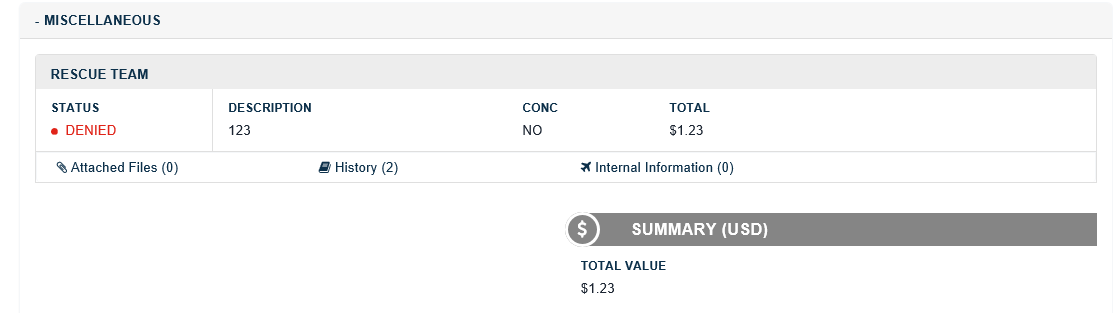 - MISCELLANEOUS
RESCUE TEAM
STATUS DESCRIPTION CONC TOTAL
DENIED 123 NO $1.23
Attached Files (0) History (2) Internal Information (0)
$ SUMMARY (USD)
TOTAL VALUE
$1.23